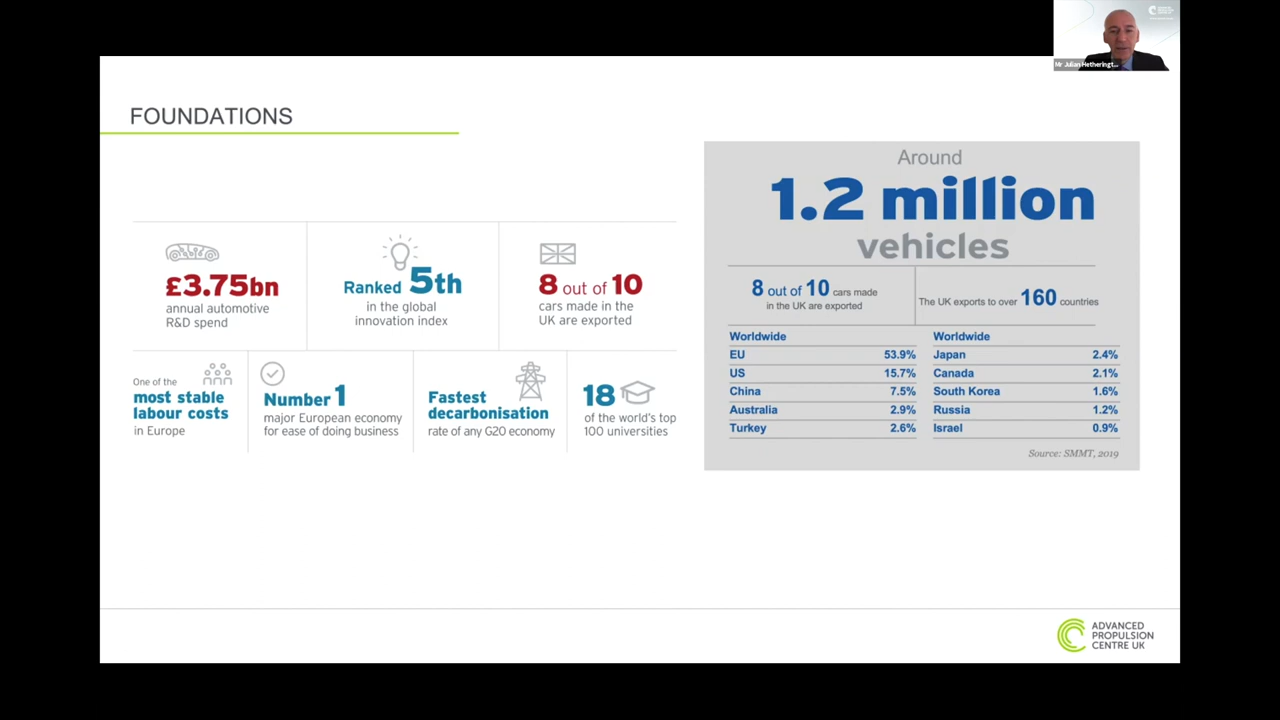 Mr Julian Hetheringt...
FOUNDATIONS
£3.75bn
annual automotive
R&D spend
Ranked 5th
in the global
innovation index
8 out of 10
cars made in the
UK are exported
One of the
most stable
labour costs
in Europe
Number 1
major European economy
for ease of doing business
Fastest
decarbonisation
rate of any G20 economy
18
of the world's top
100 universities
Around
1.2 million
vehicles
8 out of 10 cars made
in the UK are exported
The UK exports to over 160 countries
Worldwide
EU 53.9%
US 15.7%
China 7.5%
Australia 2.9%
Turkey 2.6%
Worldwide
Japan 2.4%
Canada 2.1%
South Korea 1.6%
Russia 1.2%
Israel 0.9%
Source: SMMT, 2019
ADVANCED
PROPULSION
CENTRE UK